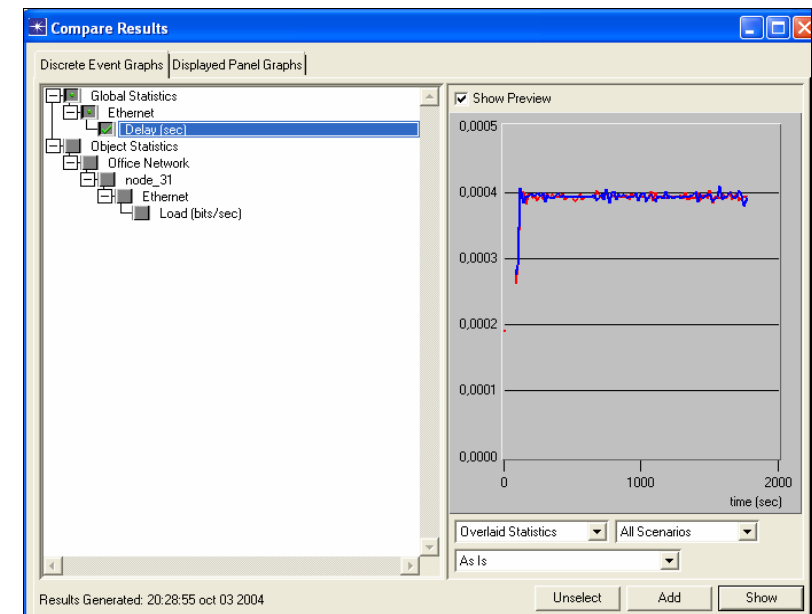 Compare Results
Discrete Event Graphs
Displayed Panel Graphs
Global Statistics
Ethernet
Delay (sec)
Object Statistics
Office Network
node_31
Ethernet
Load (bits/sec)
Show Preview
0,0005
0,0004
0,0003
0,0002
0,0001
0,0000
0 1000 2000
time (sec)
Overlaid Statistics
All Scenarios
As Is
Results Generated: 20:28:55 oct 03 2004
Unselect
Add
Show